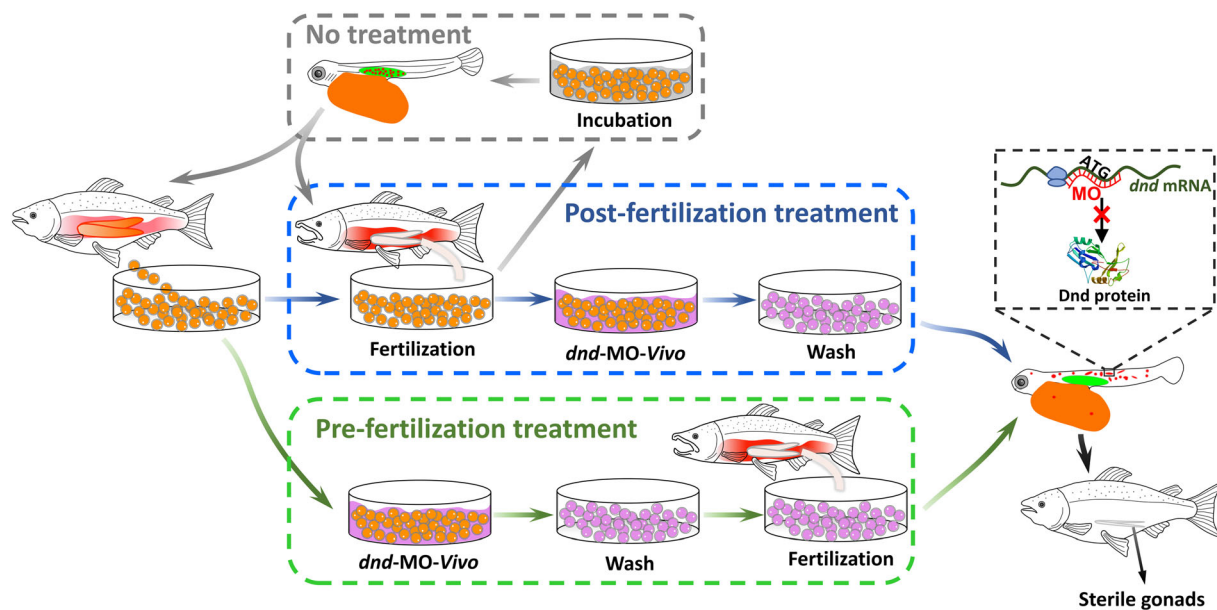 No treatment
Incubation
Post-fertilization treatment
Fertilization
dnd-MO-Vivo
Wash
Pre-fertilization treatment
dnd-MO-Vivo
Wash
Fertilization
ATG
MO
dnd mRNA
Dnd protein
Sterile gonads